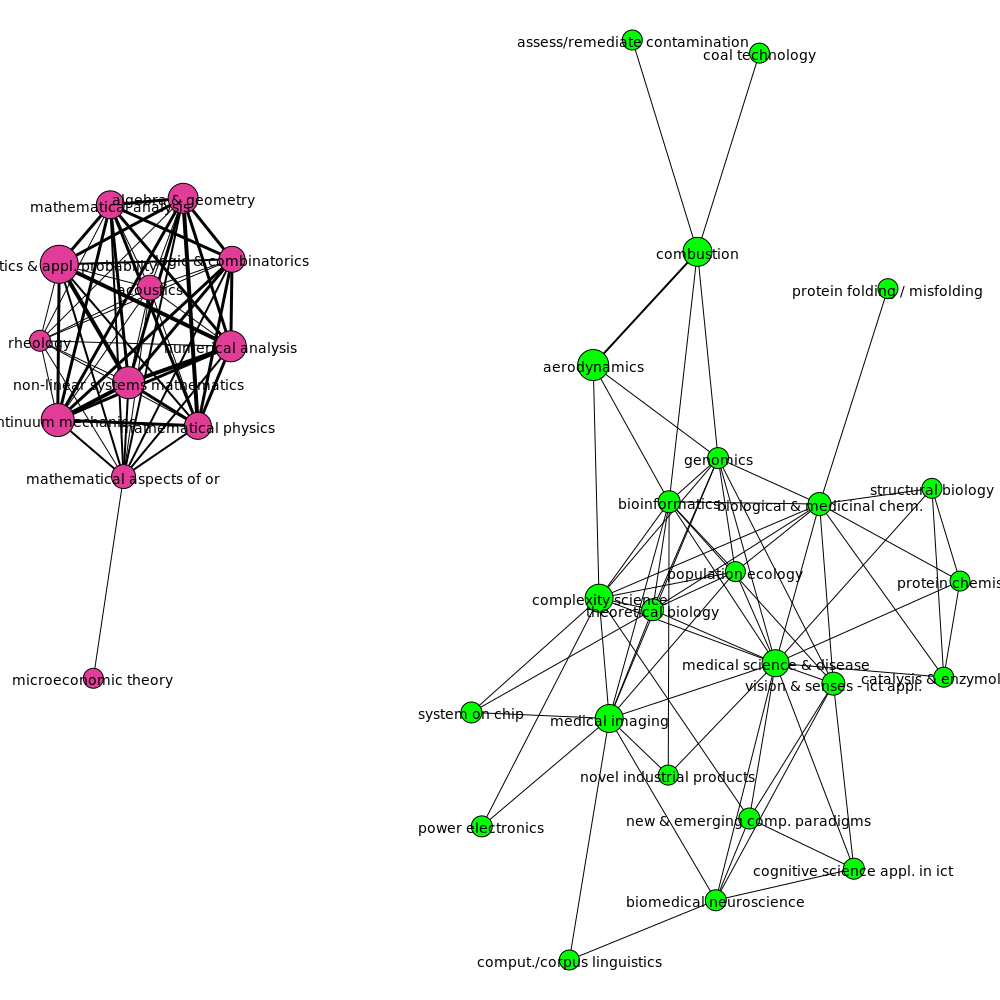 assess/remediate contamination
coal technology
mathematical analysis
algebra & geometry
combustion
tics & appl. probability
logic & combinatorics
acoustics
protein folding / misfolding
rheology
numerical analysis
aerodynamics
non-linear systems mathematics
ntinuum mechanics
mathematical physics
genomics
mathematical aspects of or
structural biology
bioinformatics
biological & medicinal chem.
population ecology
protein chemis
complexity science
theoretical biology
medical science & disease
microeconomic theory
catalysis & enzymol
vision & senses - ict appl.
system on chip
medical imaging
novel industrial products
power electronics
new & emerging comp. paradigms
cognitive science appl. in ict
biomedical neuroscience
comput./corpus linguistics